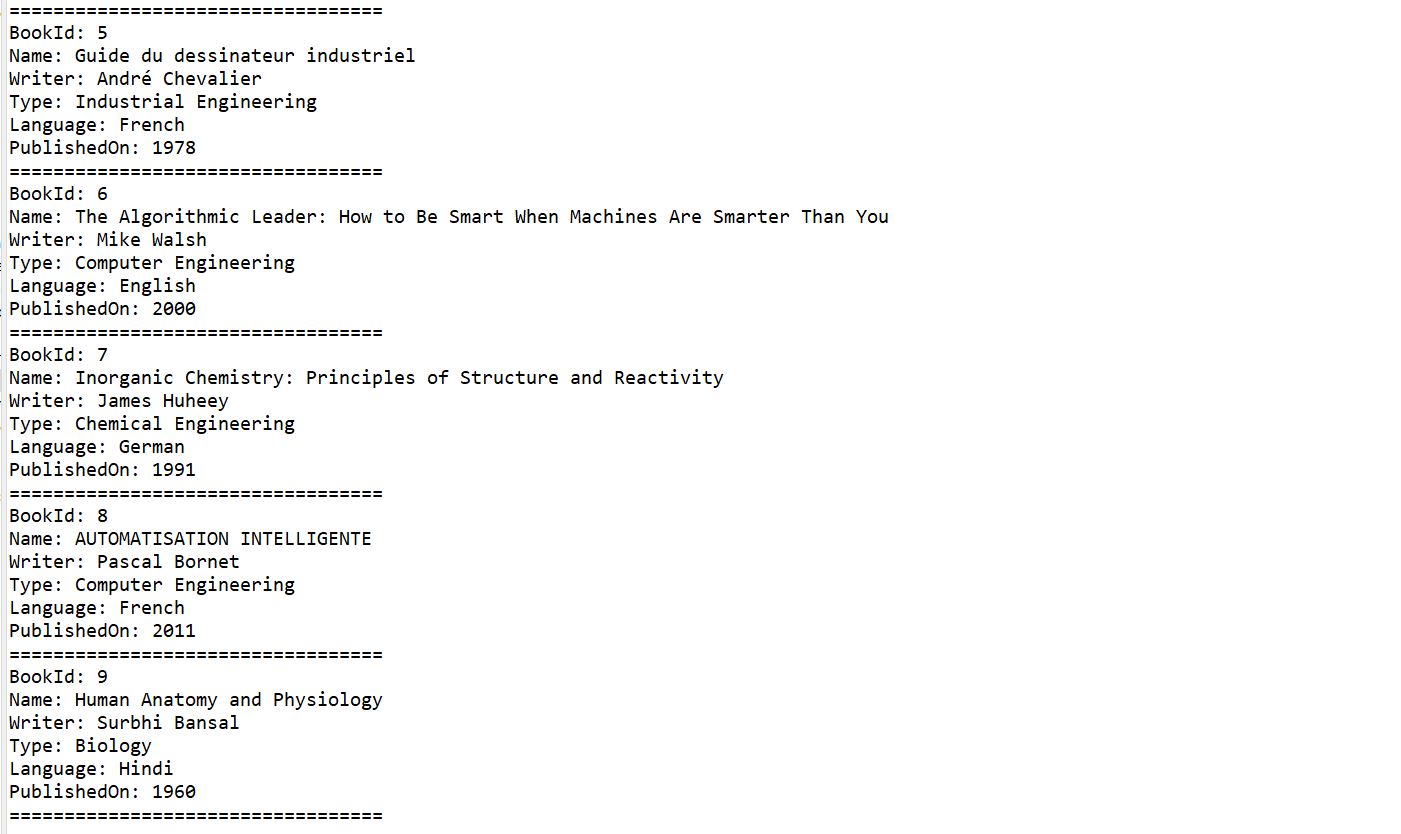 ==================================
BookId: 5
Name: Guide du dessinateur industriel
Writer: André Chevalier
Type: Industrial Engineering
Language: French
PublishedOn: 1978
==================================
BookId: 6
Name: The Algorithmic Leader: How to Be Smart When Machines Are Smarter Than You
Writer: Mike Walsh
Type: Computer Engineering
Language: English
PublishedOn: 2000
==================================
BookId: 7
Name: Inorganic Chemistry: Principles of Structure and Reactivity
Writer: James Huheey
Type: Chemical Engineering
Language: German
PublishedOn: 1991
==================================
BookId: 8
Name: AUTOMATISATION INTELLIGENTE
Writer: Pascal Bornet
Type: Computer Engineering
Language: French
PublishedOn: 2011
==================================
BookId: 9
Name: Human Anatomy and Physiology
Writer: Surbhi Bansal
Type: Biology
Language: Hindi
PublishedOn: 1960
==================================